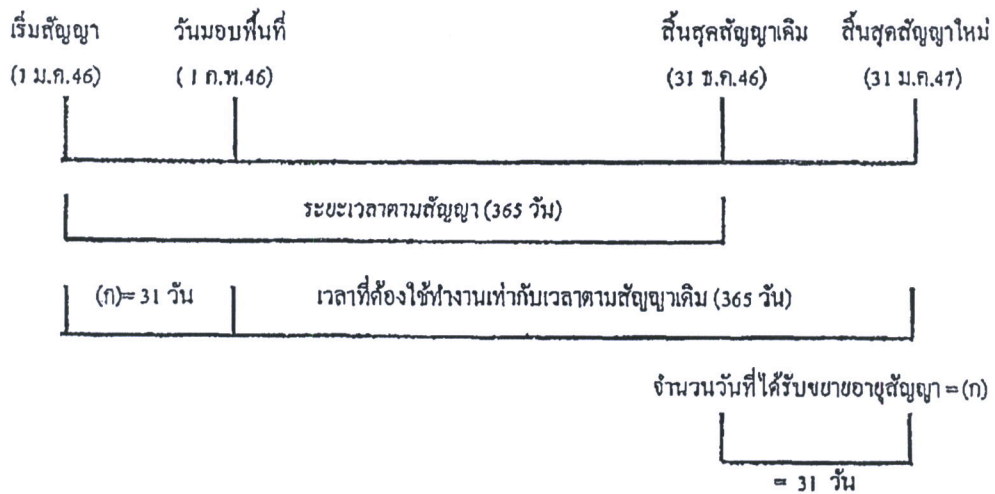 เริ่มสัญญา วันมอบพื้นที่ สิ้นสุดสัญญาเดิม สิ้นสุดสัญญาใหม่
(1 ม.ค.46) (1 ก.พ.46) (31 ธ.ค.46) (31 ม.ค.47)
ระยะเวลาตามสัญญา (365 วัน)
(ก)= 31 วัน เวลาที่ต้องใช้ทำงานเท่ากับเวลาตามสัญญาเดิม (365 วัน)
จำนวนวันที่ได้รับขยายอายุสัญญา = (ก)
= 31 วัน